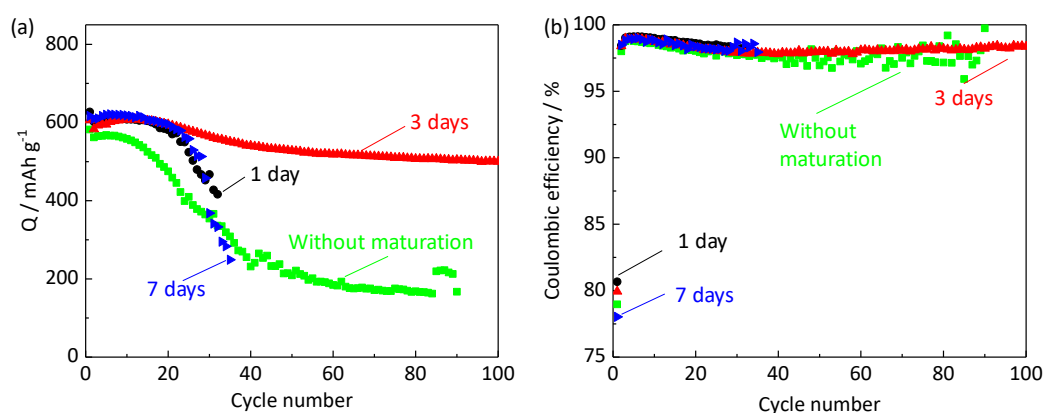 (a)
800
600
400
200
0
Q / mAh g⁻¹
3 days
1 day
Without maturation
7 days
0 20 40 60 80 100
Cycle number
(b)
100
95
90
85
80
75
Coulombic efficiency / %
3 days
Without
maturation
1 day
7 days
0 20 40 60 80 100
Cycle number